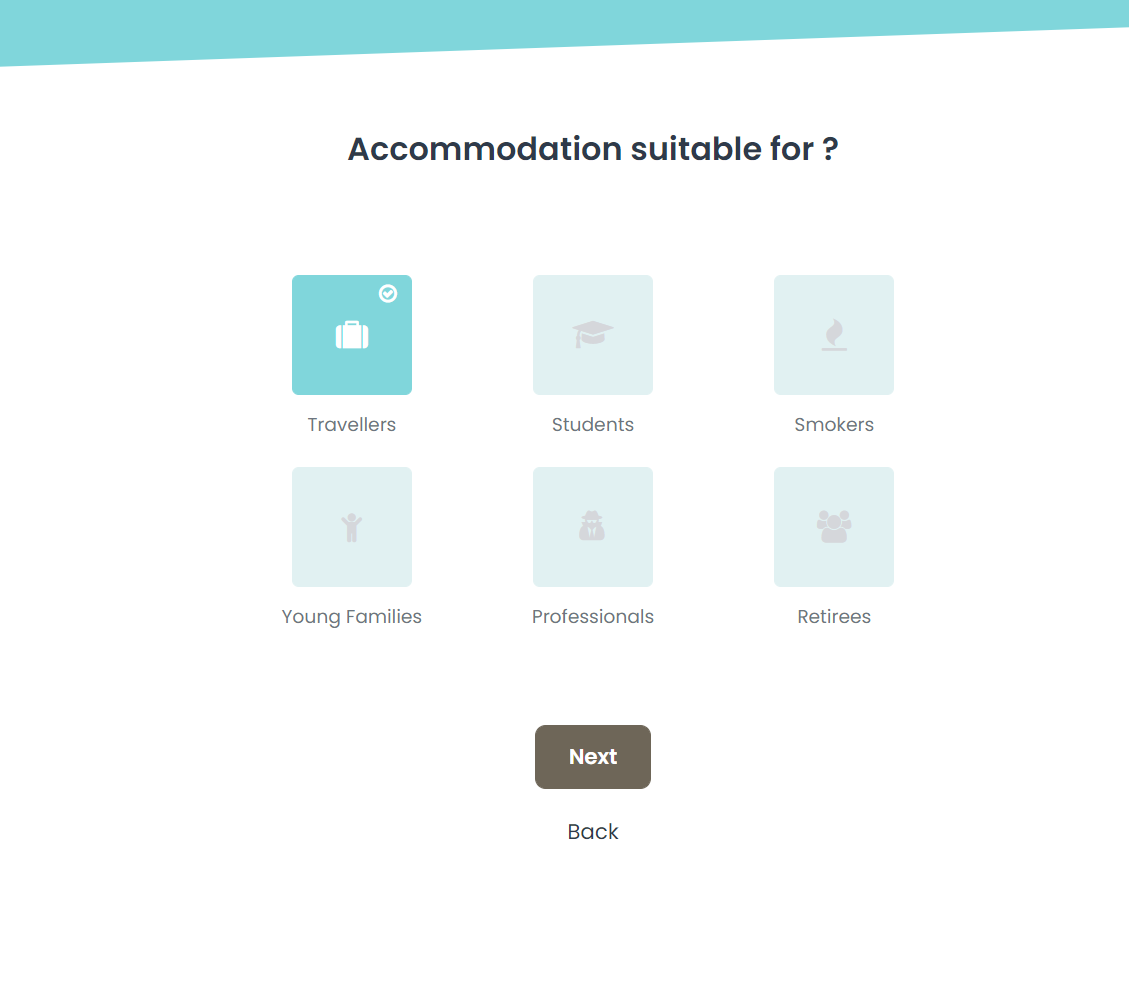 Accommodation suitable for ?
Travellers
Students
Smokers
Young Families
Professionals
Retirees
Next
Back